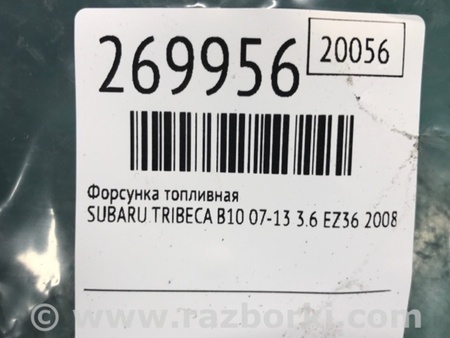 269956
20056
Форсунка топливная
SUBARU TRIBECA B10 07-13 3.6 EZ36 2008
© www.razborki.com